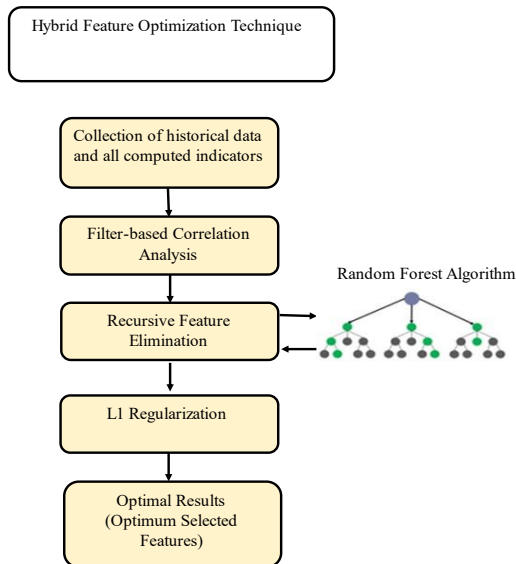 Hybrid Feature Optimization Technique
Collection of historical data
and all computed indicators
Filter-based Correlation
Analysis
Random Forest Algorithm
Recursive Feature
Elimination
L1 Regularization
Optimal Results
(Optimum Selected
Features)